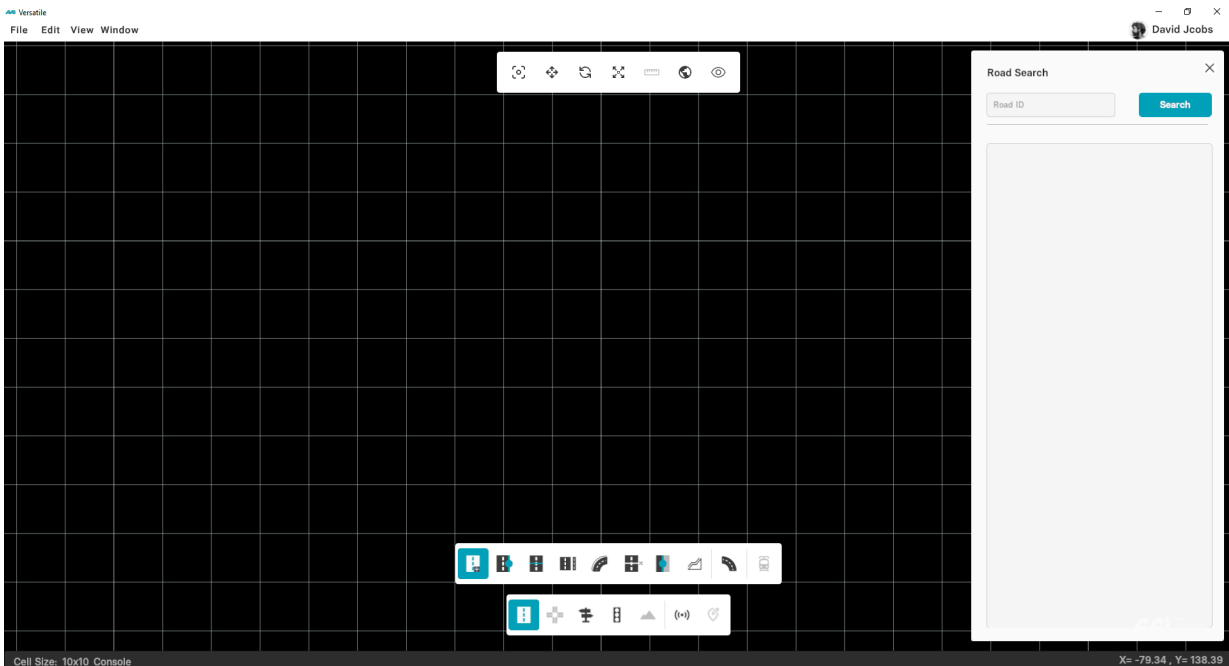 Versatile
File Edit View Window
David Jcobs
Road Search
Road ID
Search
Cell Size: 10x10 Console
X= -79.34 , Y= 138.39